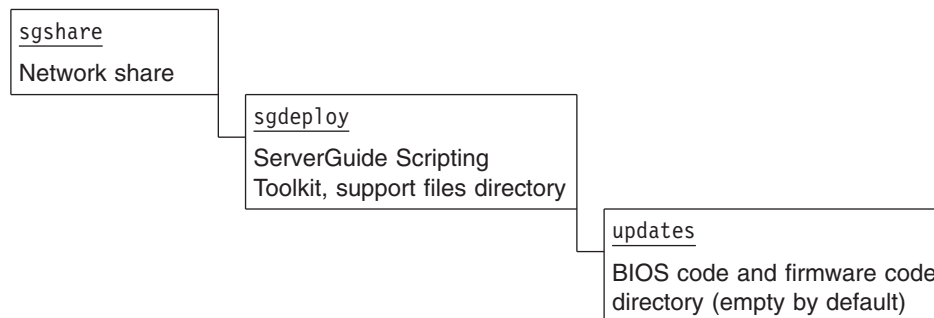 sgshare
Network share
sgdeploy
ServerGuide Scripting
Toolkit, support files directory
updates
BIOS code and firmware code
directory (empty by default)